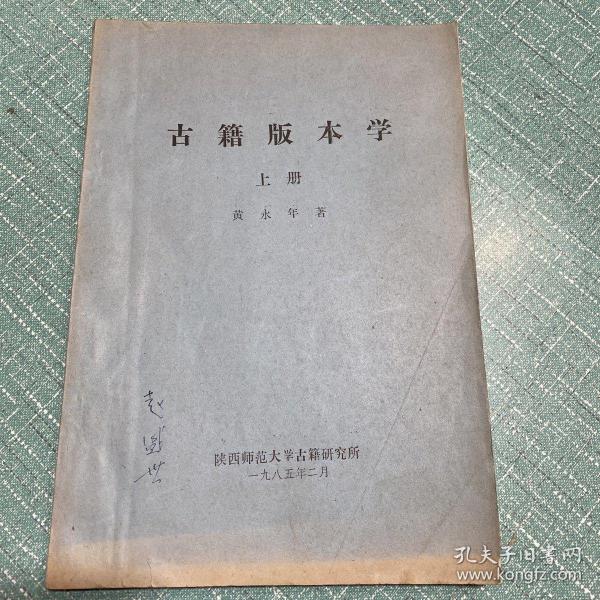 古籍版本学
上册
黄永年著
赵
世
陕西师范大学古籍研究所
一九八五年二月
孔夫子旧书网
www.kongfz.com